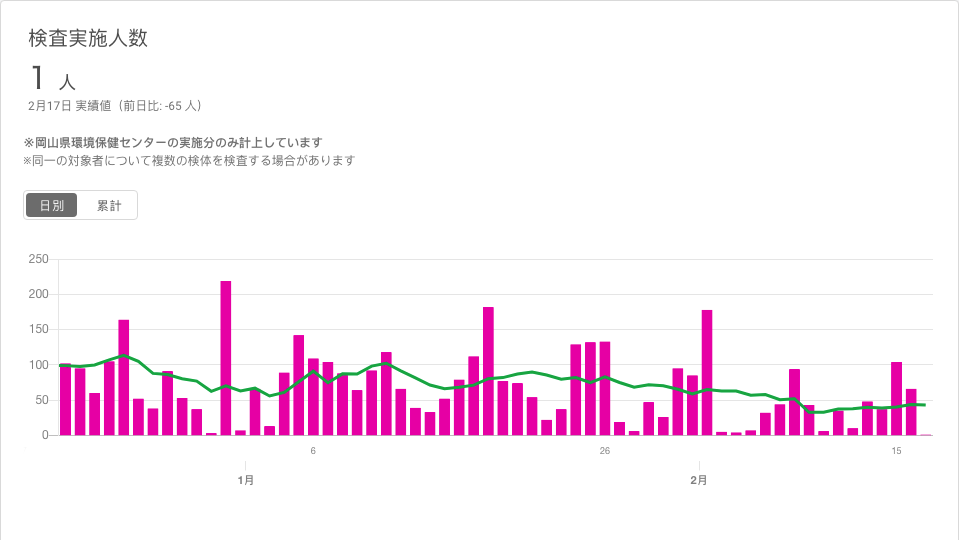 検査実施人数
1 人
2月17日 実績値（前日比: -65 人）
※岡山県環境保健センターの実施分のみ計上しています
※同一の対象者について複数の検体を検査する場合があります
日別 累計
250
200
150
100
50
0
6 26 15
1月 2月